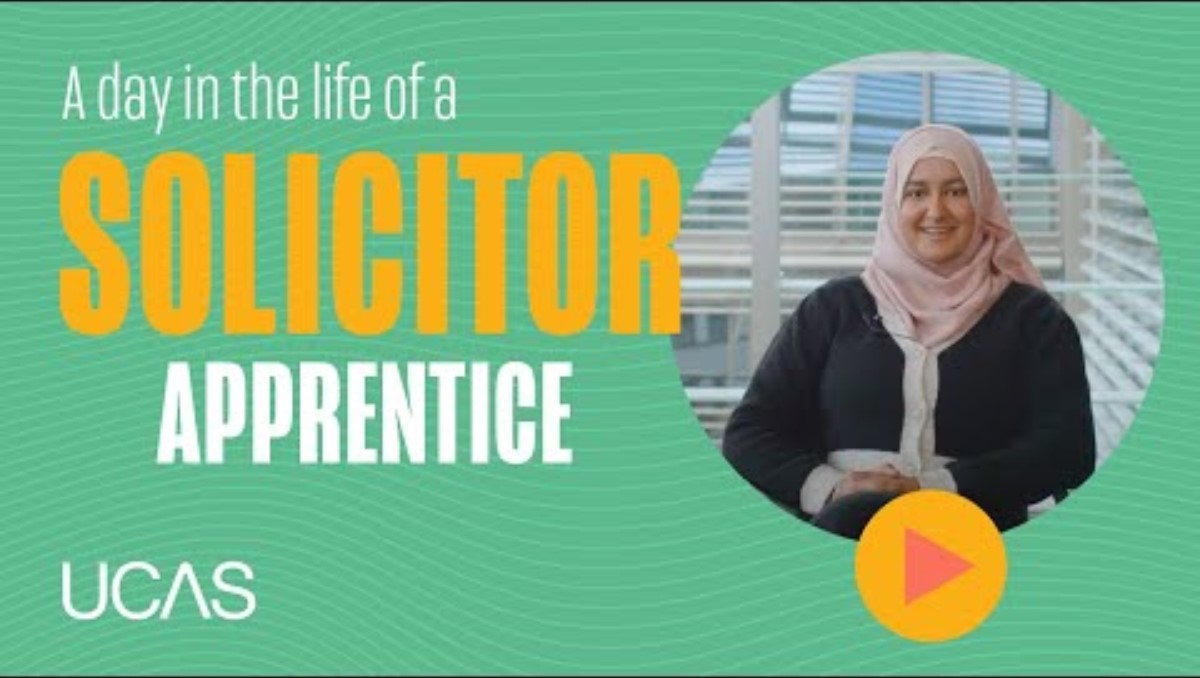 A day in the life of a
SOLICITOR
APPRENTICE
UCAS